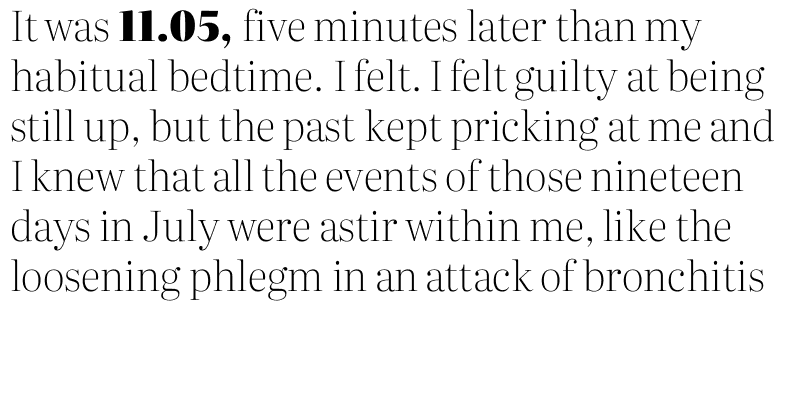 It was 11.05, five minutes later than my
habitual bedtime. I felt. I felt guilty at being
still up, but the past kept pricking at me and
I knew that all the events of those nineteen
days in July were astir within me, like the
loosening phlegm in an attack of bronchitis